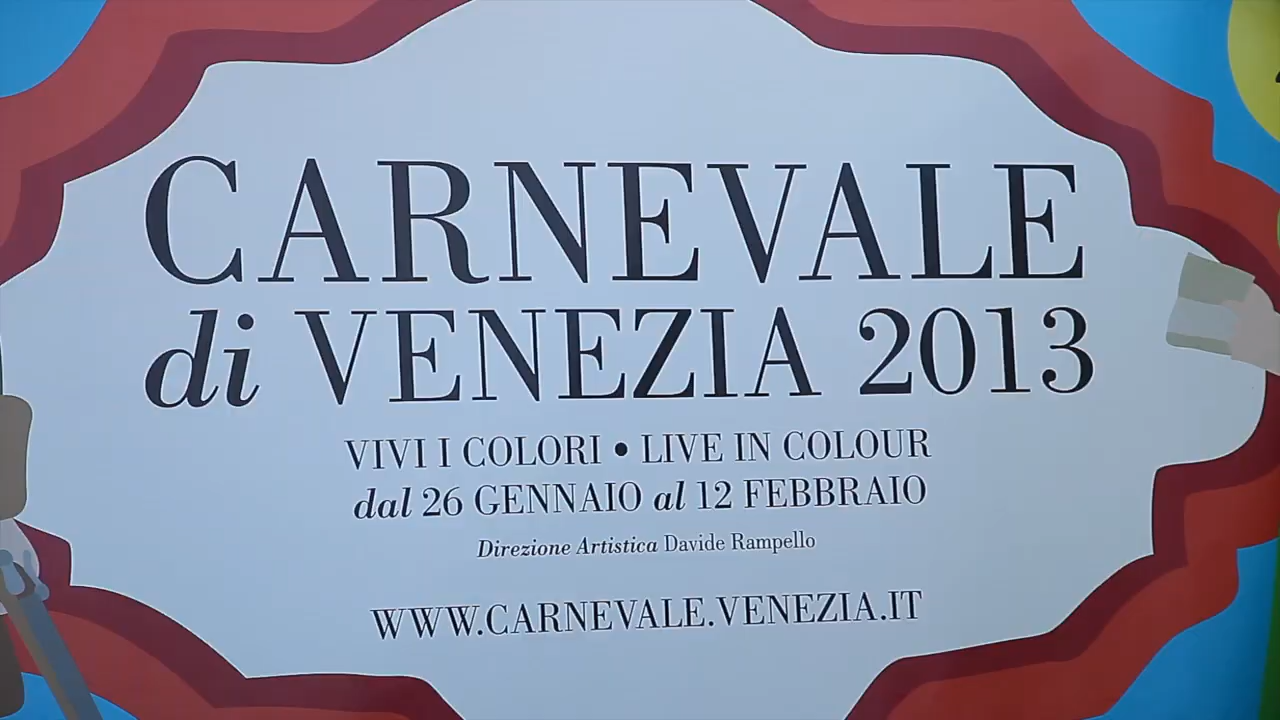 CARNEVALE
di VENEZIA 2013
VIVI I COLORI • LIVE IN COLOUR
dal 26 GENNAIO al 12 FEBBRAIO
Direzione Artistica Davide Rampello
WWW.CARNEVALE.VENEZIA.IT